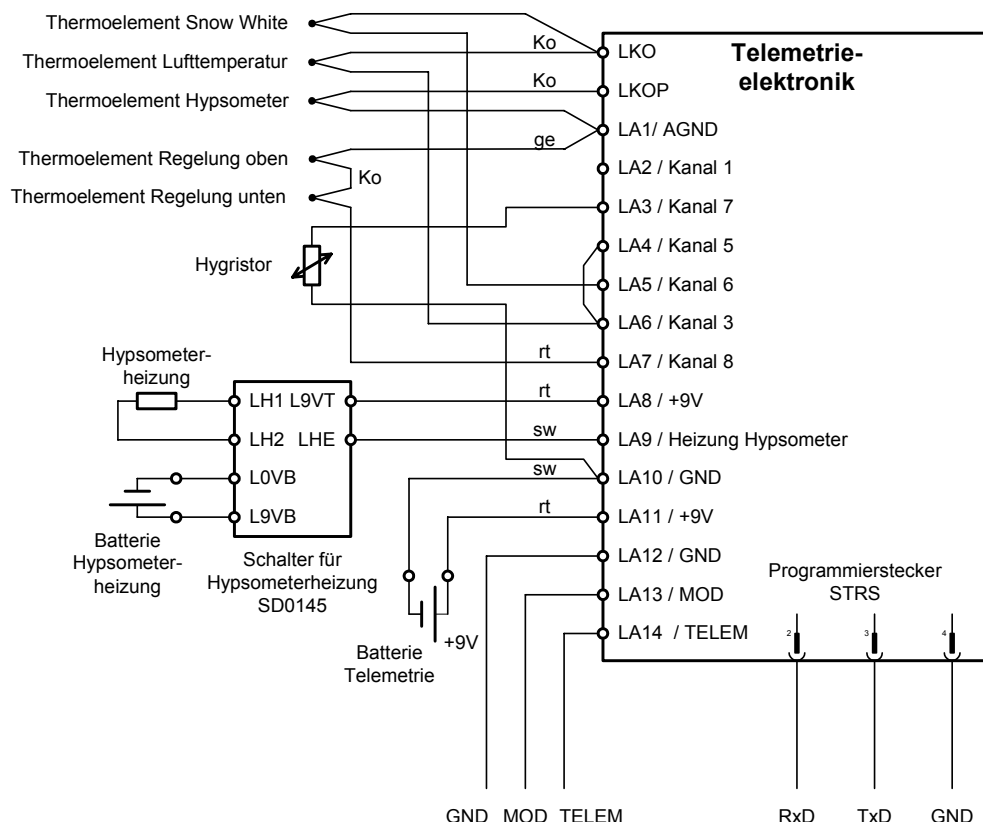 Thermoelement Snow White
Thermoelement Lufttemperatur
Thermoelement Hypsometer
Thermoelement Regelung oben
Thermoelement Regelung unten
Hygristor
Ko
Ko
ge
Ko
rt
rt
sw
sw
rt
Telemetrie-
elektronik
LKO
LKOP
LA1/ AGND
LA2 / Kanal 1
LA3 / Kanal 7
LA4 / Kanal 5
LA5 / Kanal 6
LA6 / Kanal 3
LA7 / Kanal 8
LA8 / +9V
LA9 / Heizung Hypsometer
LA10 / GND
LA11 / +9V
LA12 / GND
LA13 / MOD
LA14 / TELEM
Hypsometer-
heizung
LH1 L9VT
LH2 LHE
L0VB
L9VB
Batterie
Hypsometer-
heizung
Schalter für
Hypsometerheizung
SD0145
+9V
Batterie
Telemetrie
Programmierstecker
STRS
2 3 4
GND MOD TELEM
RxD TxD GND